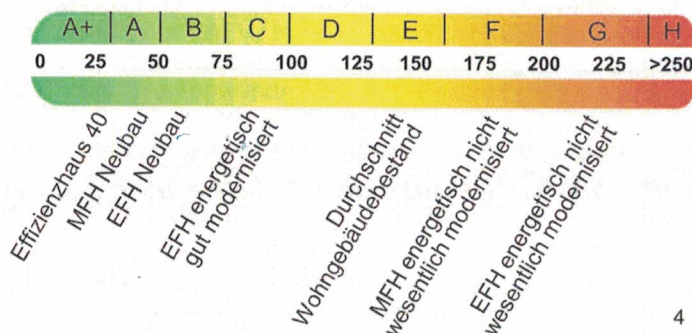 A+ A B C D E F G H
0 25 50 75 100 125 150 175 200 225 >250
Effizienzhaus 40
MFH Neubau
EFH Neubau
EFH energetisch
gut modernisiert
Durchschnitt
Wohngebäudebestand
MFH energetisch nicht
wesentlich modernisiert
EFH energetisch nicht
wesentlich modernisiert
4